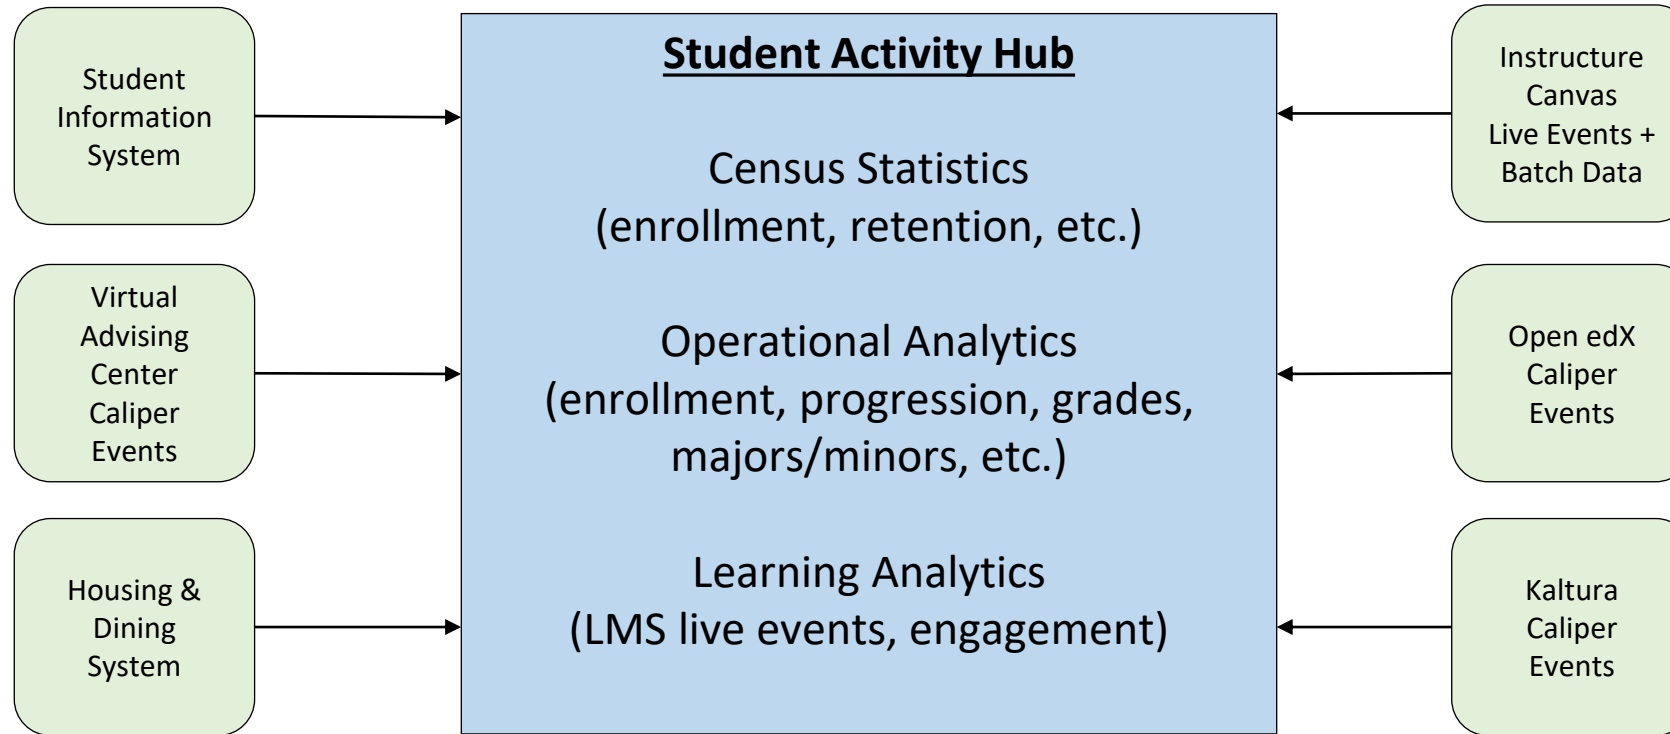 Student
Information
System
Virtual
Advising
Center
Caliper
Events
Housing &
Dining
System
Student Activity Hub
Census Statistics
(enrollment, retention, etc.)
Operational Analytics
(enrollment, progression, grades,
majors/minors, etc.)
Learning Analytics
(LMS live events, engagement)
Instructure
Canvas
Live Events +
Batch Data
Open edX
Caliper
Events
Kaltura
Caliper
Events